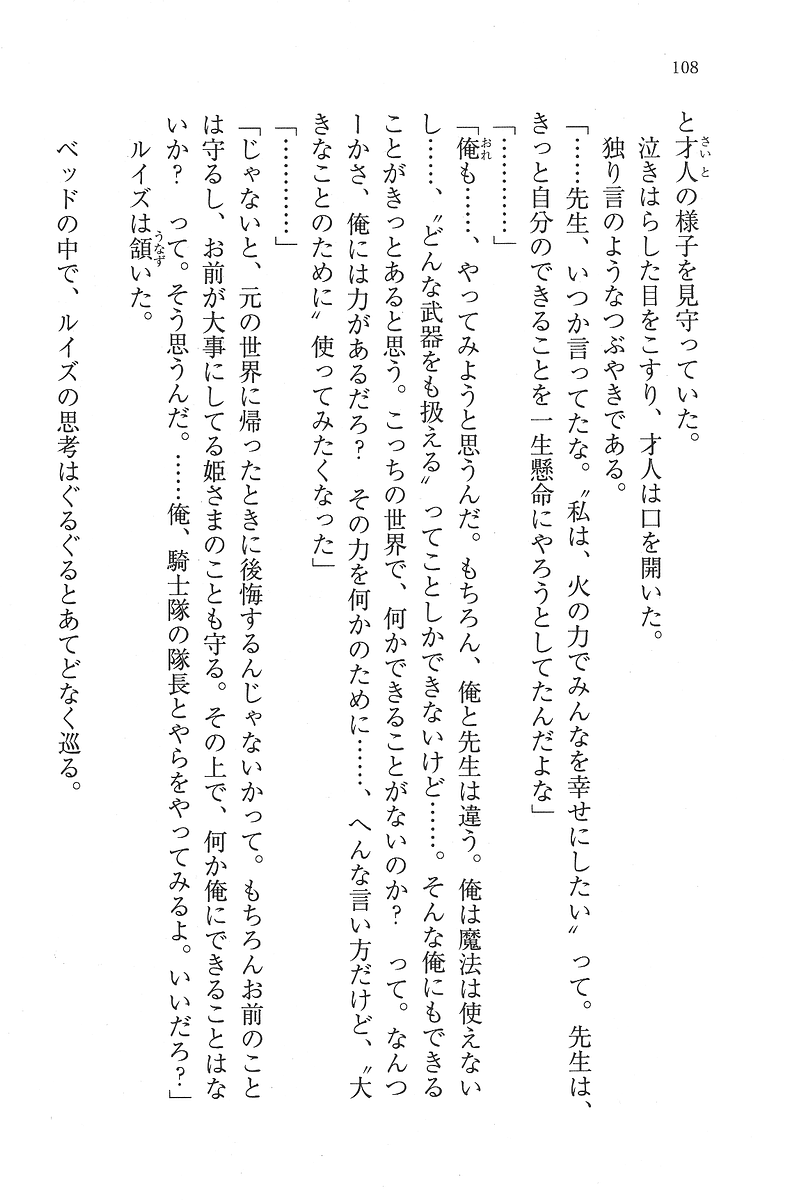 108
と才人の様子を見守っていた。
泣きはらした目をこすり、才人は口を開いた。
独り言のようなつぶやきである。
「……先生、いつか言ってたな。〝私は、火の力でみんなを幸せにしたい〟って。先生は、
きっと自分のできることを一生懸命にやろうとしてたんだよな」
「…………」
「俺も……、やってみようと思うんだ。もちろん、俺と先生は違う。俺は魔法は使えない
し……、〝どんな武器をも扱える〟ってことしかできないけど……。そんな俺にもできる
ことがきっとあると思う。こっちの世界で、何かできることがないのか？　って。なんつ
ーかさ、俺には力があるだろ？　その力を何かのために……、へんな言い方だけど、〝大
きなことのために〟使ってみたくなった」
「…………」
「じゃないと、元の世界に帰ったときに後悔するんじゃないかって。もちろんお前のこと
は守るし、お前が大事にしてる姫さまのことも守る。その上で、何か俺にできることはな
いか？　って。そう思うんだ。……俺、騎士隊の隊長とやらをやってみるよ。いいだろ？」
ルイズは頷いた。
ベッドの中で、ルイズの思考はぐるぐるとあてどなく巡る。